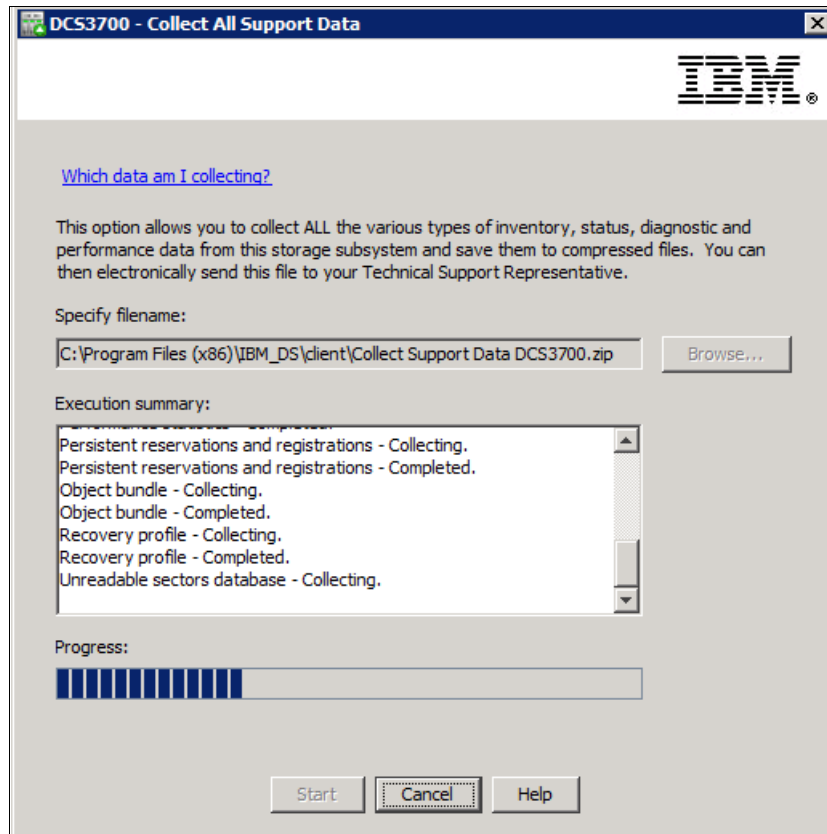 DCS3700 - Collect All Support Data
IBM®
Which data am I collecting?
This option allows you to collect ALL the various types of inventory, status, diagnostic and
performance data from this storage subsystem and save them to compressed files. You can
then electronically send this file to your Technical Support Representative.
Specify filename:
C:\Program Files (x86)\IBM_DS\client\Collect Support Data DCS3700.zip
Browse...
Execution summary:
Persistent reservations and registrations - Collecting.
Persistent reservations and registrations - Completed.
Object bundle - Collecting.
Object bundle - Completed.
Recovery profile - Collecting.
Recovery profile - Completed.
Unreadable sectors database - Collecting.
Progress:
Start
Cancel
Help